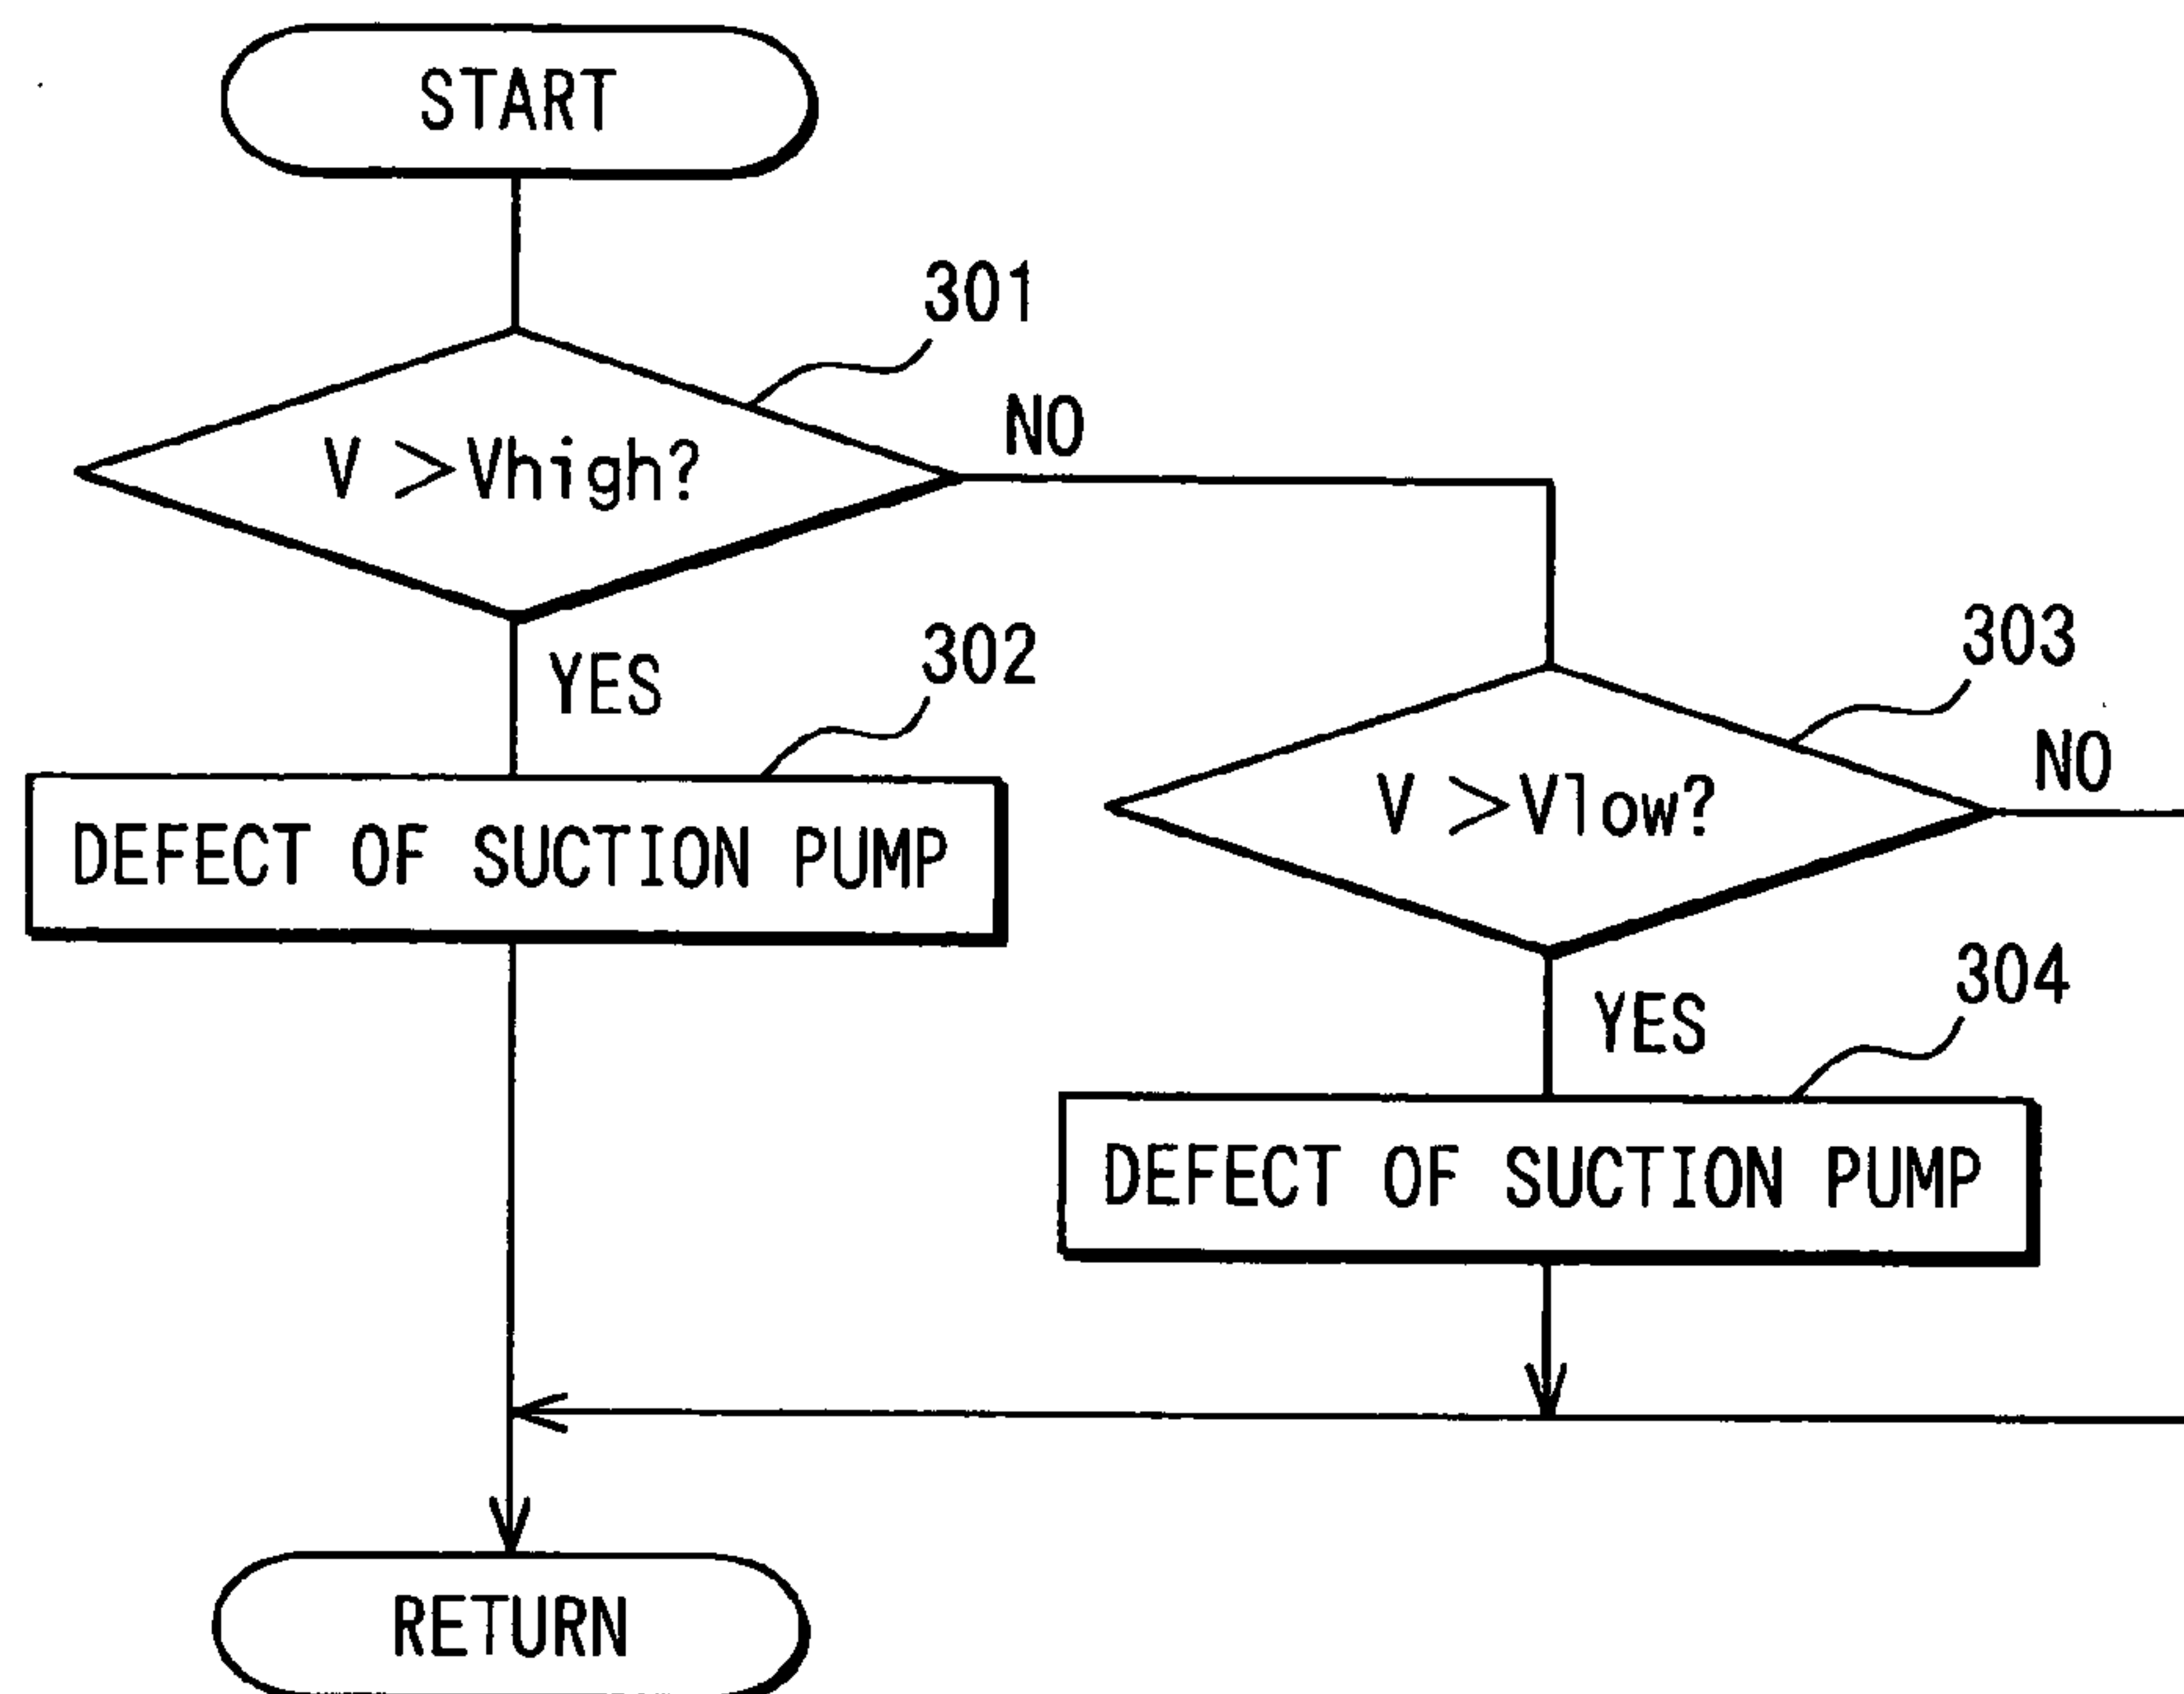 START
301
V >Vhigh?
NO
YES
302
DEFECT OF SUCTION PUMP
303
V >Vlow?
NO
YES
304
DEFECT OF SUCTION PUMP
RETURN